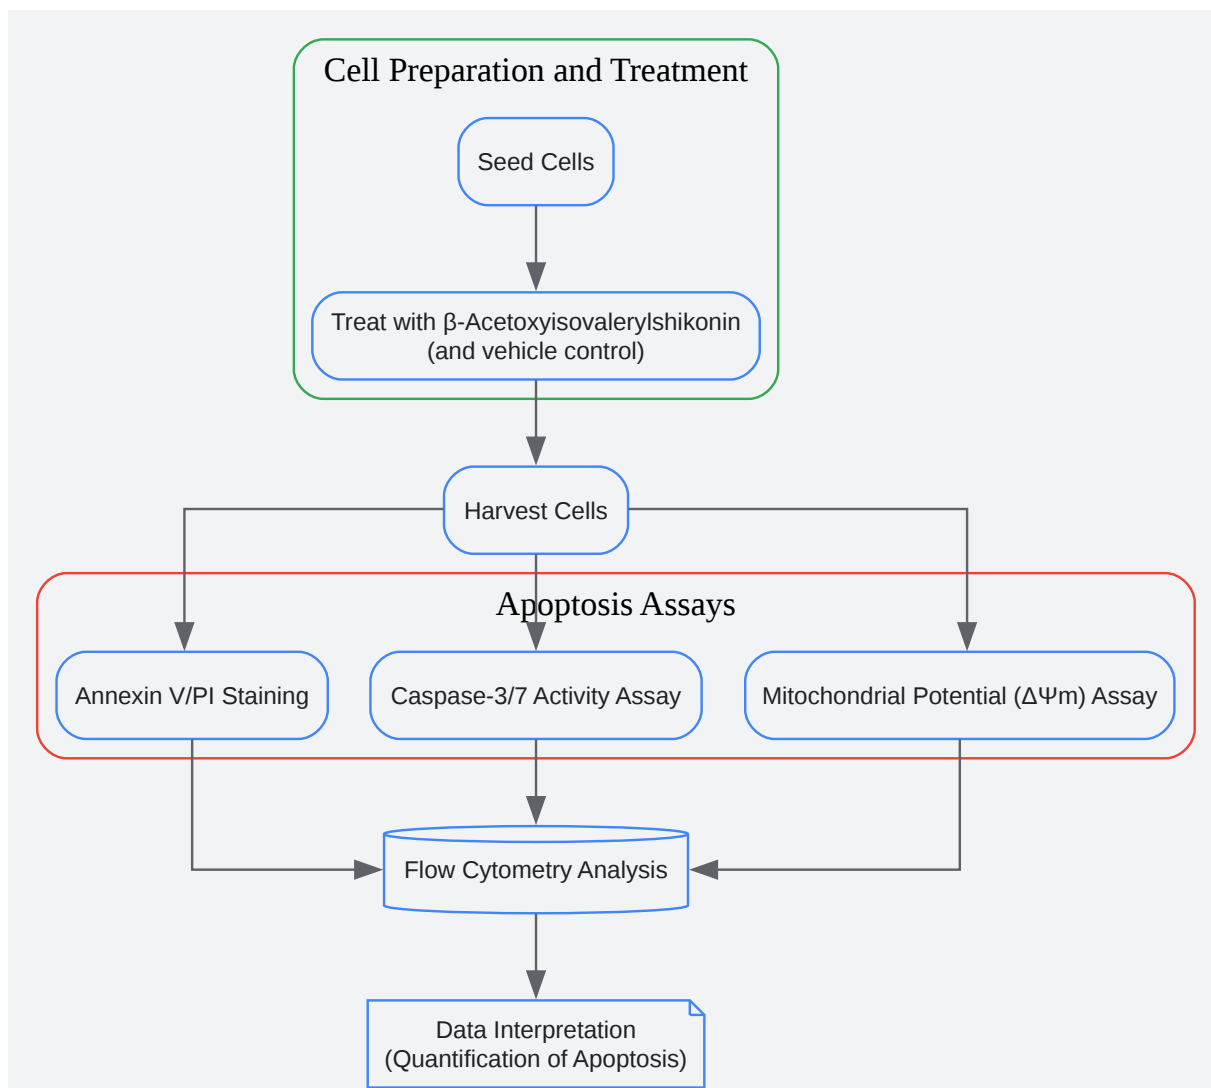 Cell Preparation and Treatment
Seed Cells
Treat with β-Acetoxyisovalerylshikonin
(and vehicle control)
Harvest Cells
Apoptosis Assays
Annexin V/PI Staining
Caspase-3/7 Activity Assay
Mitochondrial Potential (ΔΨm) Assay
Flow Cytometry Analysis
Data Interpretation
(Quantification of Apoptosis)